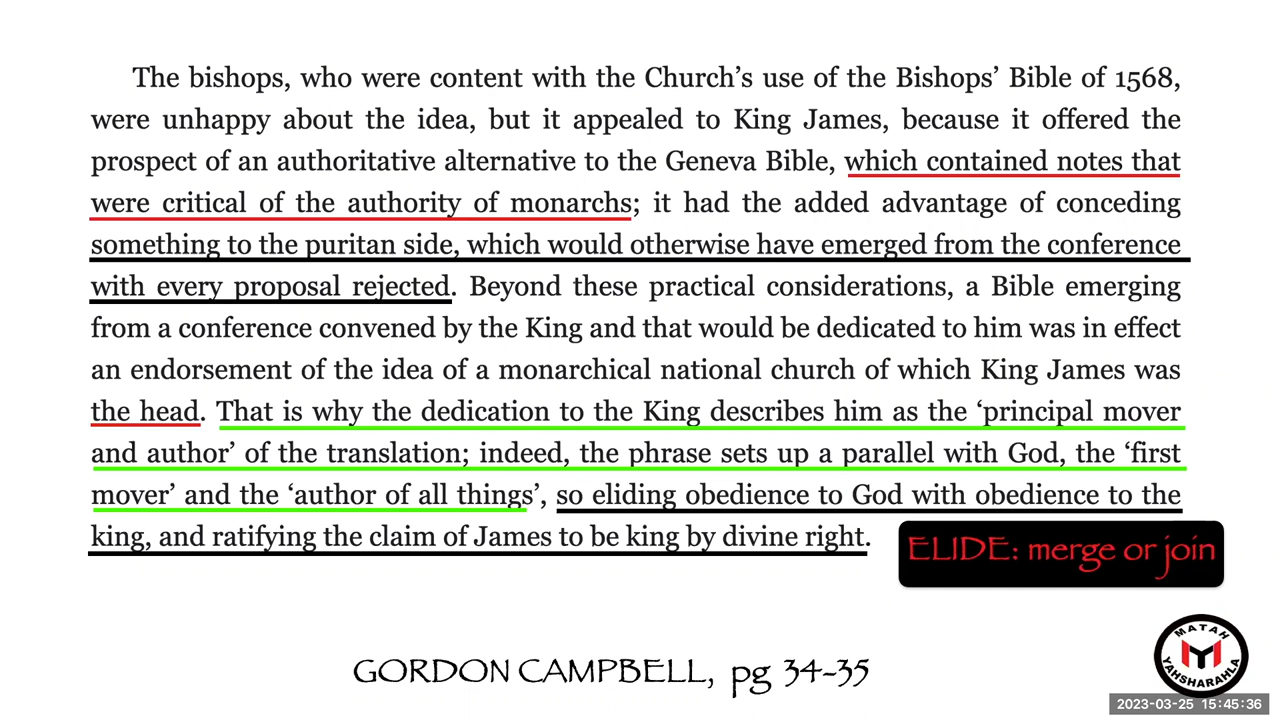 The bishops, who were content with the Church’s use of the Bishops’ Bible of 1568,
were unhappy about the idea, but it appealed to King James, because it offered the
prospect of an authoritative alternative to the Geneva Bible, which contained notes that
were critical of the authority of monarchs; it had the added advantage of conceding
something to the puritan side, which would otherwise have emerged from the conference
with every proposal rejected. Beyond these practical considerations, a Bible emerging
from a conference convened by the King and that would be dedicated to him was in effect
an endorsement of the idea of a monarchical national church of which King James was
the head. That is why the dedication to the King describes him as the ‘principal mover
and author’ of the translation; indeed, the phrase sets up a parallel with God, the ‘first
mover’ and the ‘author of all things’, so eliding obedience to God with obedience to the
king, and ratifying the claim of James to be king by divine right.
ELIDE: merge or join
GORDON CAMPBELL, pg 34-35
MATAH
YAHSHARAHLA
2023-03-25 15:45:36